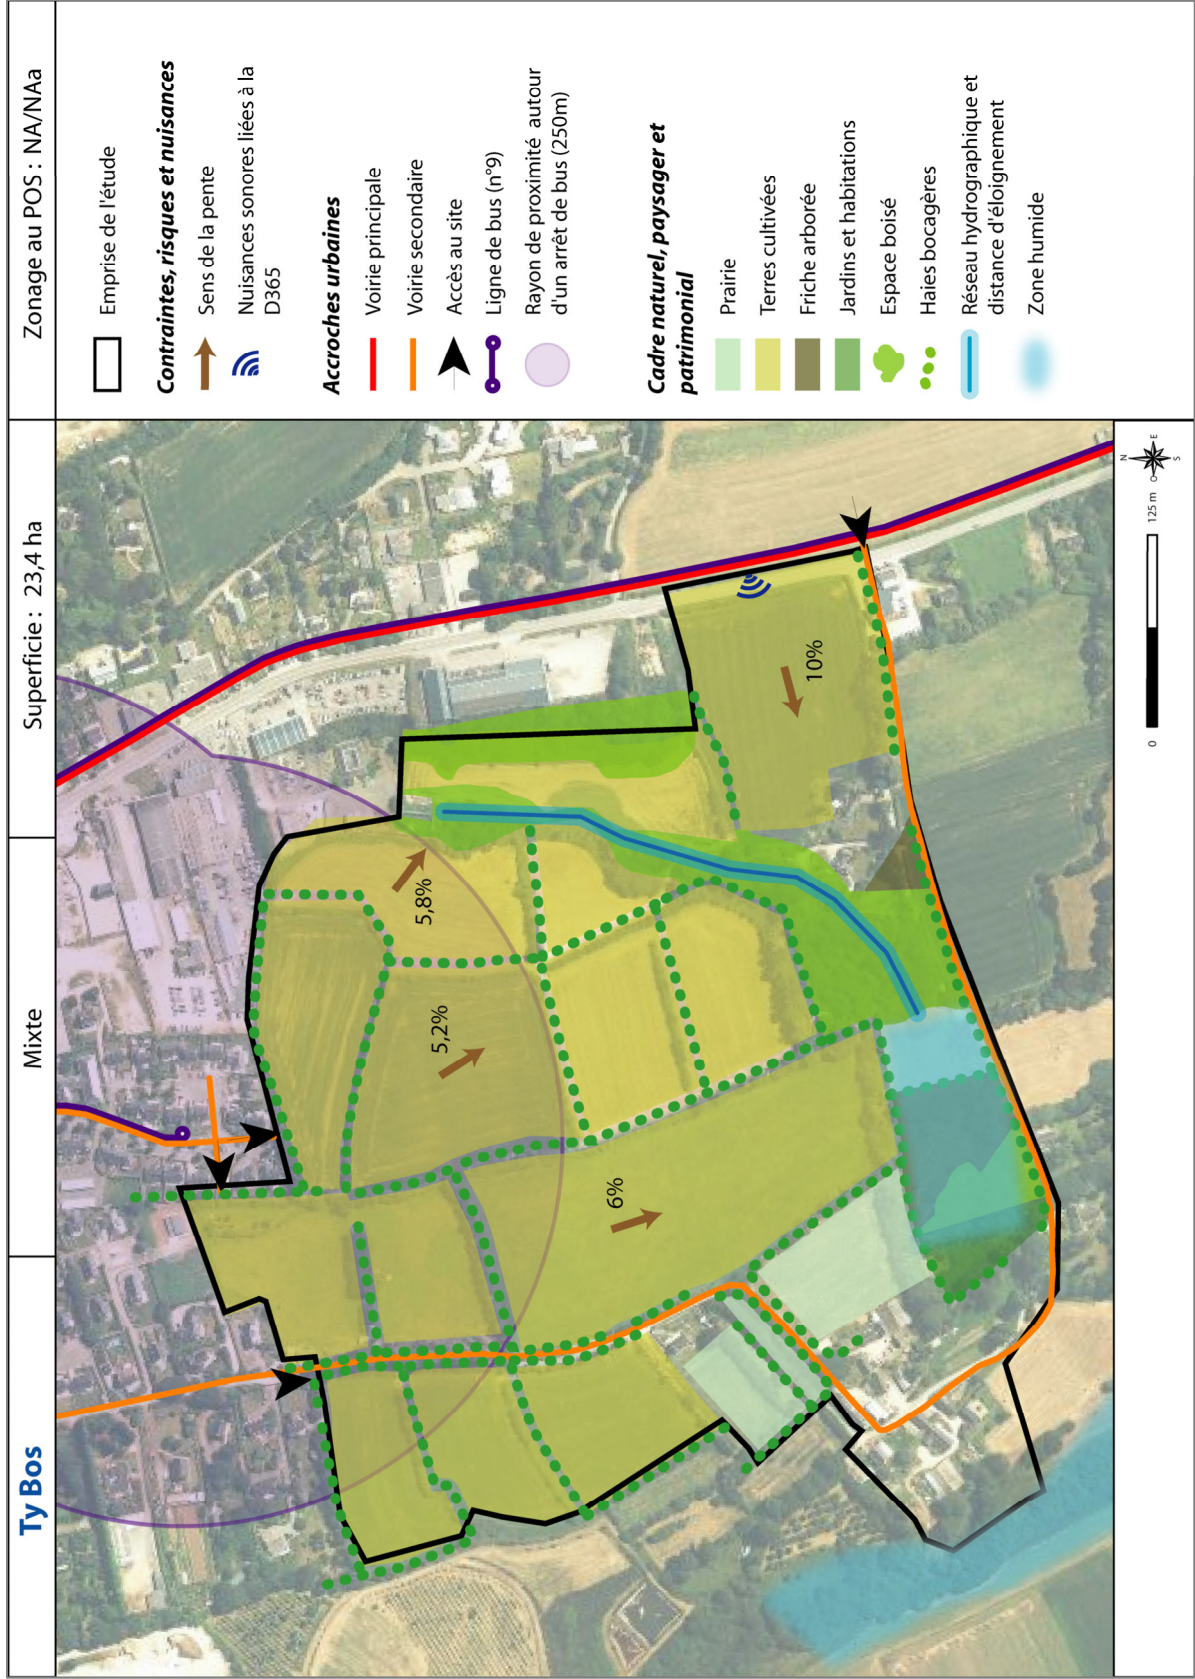 Ty Bos
Mixte
Superficie : 23,4 ha
Zonage au POS : NA/NAa
5,8%
5,2%
6%
10%
Emprise de l'étude
Contraintes, risques et nuisances
Sens de la pente
Nuisances sonores liées à la
D365
Accroches urbaines
Voirie principale
Voirie secondaire
Accès au site
Ligne de bus (n°9)
Rayon de proximité autour
d'un arrêt de bus (250m)
Cadre naturel, paysager et
patrimonial
Prairie
Terres cultivées
Friche arborée
Jardins et habitations
Espace boisé
Haies bocagères
Réseau hydrographique et
distance d'éloignement
Zone humide
0
125 m
N
O
E
S